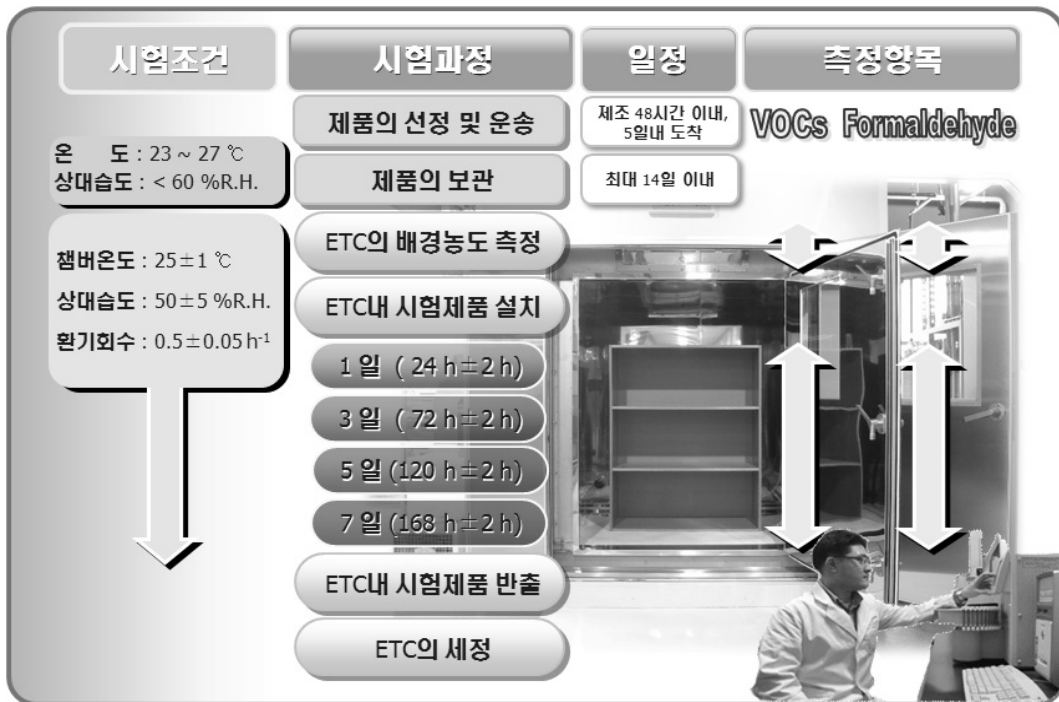 시험조건
시험과정
일정
측정항목
제품의 선정 및 운송
제조 48시간 이내,
5일내 도착
VOCs Formaldehyde
온 도 : 23 ~ 27 ℃
상대습도 : < 60 %R.H.
제품의 보관
최대 14일 이내
챔버온도 : 25±1 ℃
상대습도 : 50±5 %R.H.
환기회수 : 0.5±0.05 h-1
ETC의 배경농도 측정
ETC내 시험제품 설치
1 일 ( 24 h±2 h)
3 일 ( 72 h±2 h)
5 일 (120 h±2 h)
7 일 (168 h±2 h)
ETC내 시험제품 반출
ETC의 세정